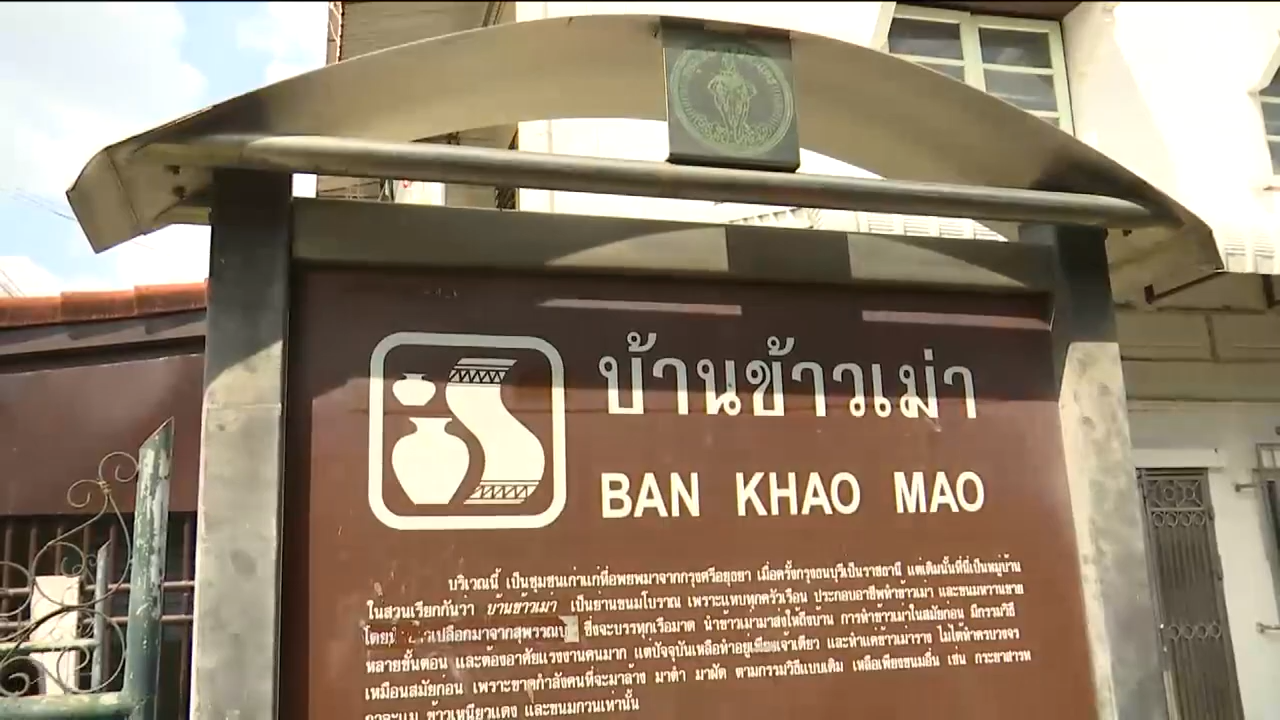 บ้านข้าวเม่า
BAN KHAO MAO
บริเวณนี้ เป็นชุมชนเก่าแก่ที่อพยพมาจากกรุงศรีอยุธยา เมื่อครั้งกรุงธนบุรีเป็นราชธานี แต่เดิมนั้นที่นี่เป็นหมู่บ้าน
ในสวนเรียกกันว่า บ้านข้าวเม่า เป็นย่านขนมโบราณ เพราะแทบทุกครัวเรือน ประกอบอาชีพทำข้าวเม่า และขนมหวานขาย
โดย เปลือกมาจากสุพรรณบุ ซึ่งจะบรรทุกเรือมาด นำข้าวเม่ามาส่งให้ถึงบ้าน การทำข้าวเม่าในสมัยก่อน มีกรรมวิธี
หลายขั้นตอน และต้องอาศัยแรงงานคนมาก แต่ปัจจุบันเหลือทำอยู่เพียงเจ้าเดียว และทำแค่ข้าวเม่าราง ไม่ได้ทำครบวงจร
เหมือนสมัยก่อน เพราะขาดกำลังคนที่จะมาล้าง มาตำ มาฝัด ตามกรรมวิธีแบบเดิม เหลือเพียงขนมอื่น เช่น กระยาสารท
กาละแม ข้าวเหนียวแดง และขนมกวนเท่านั้น